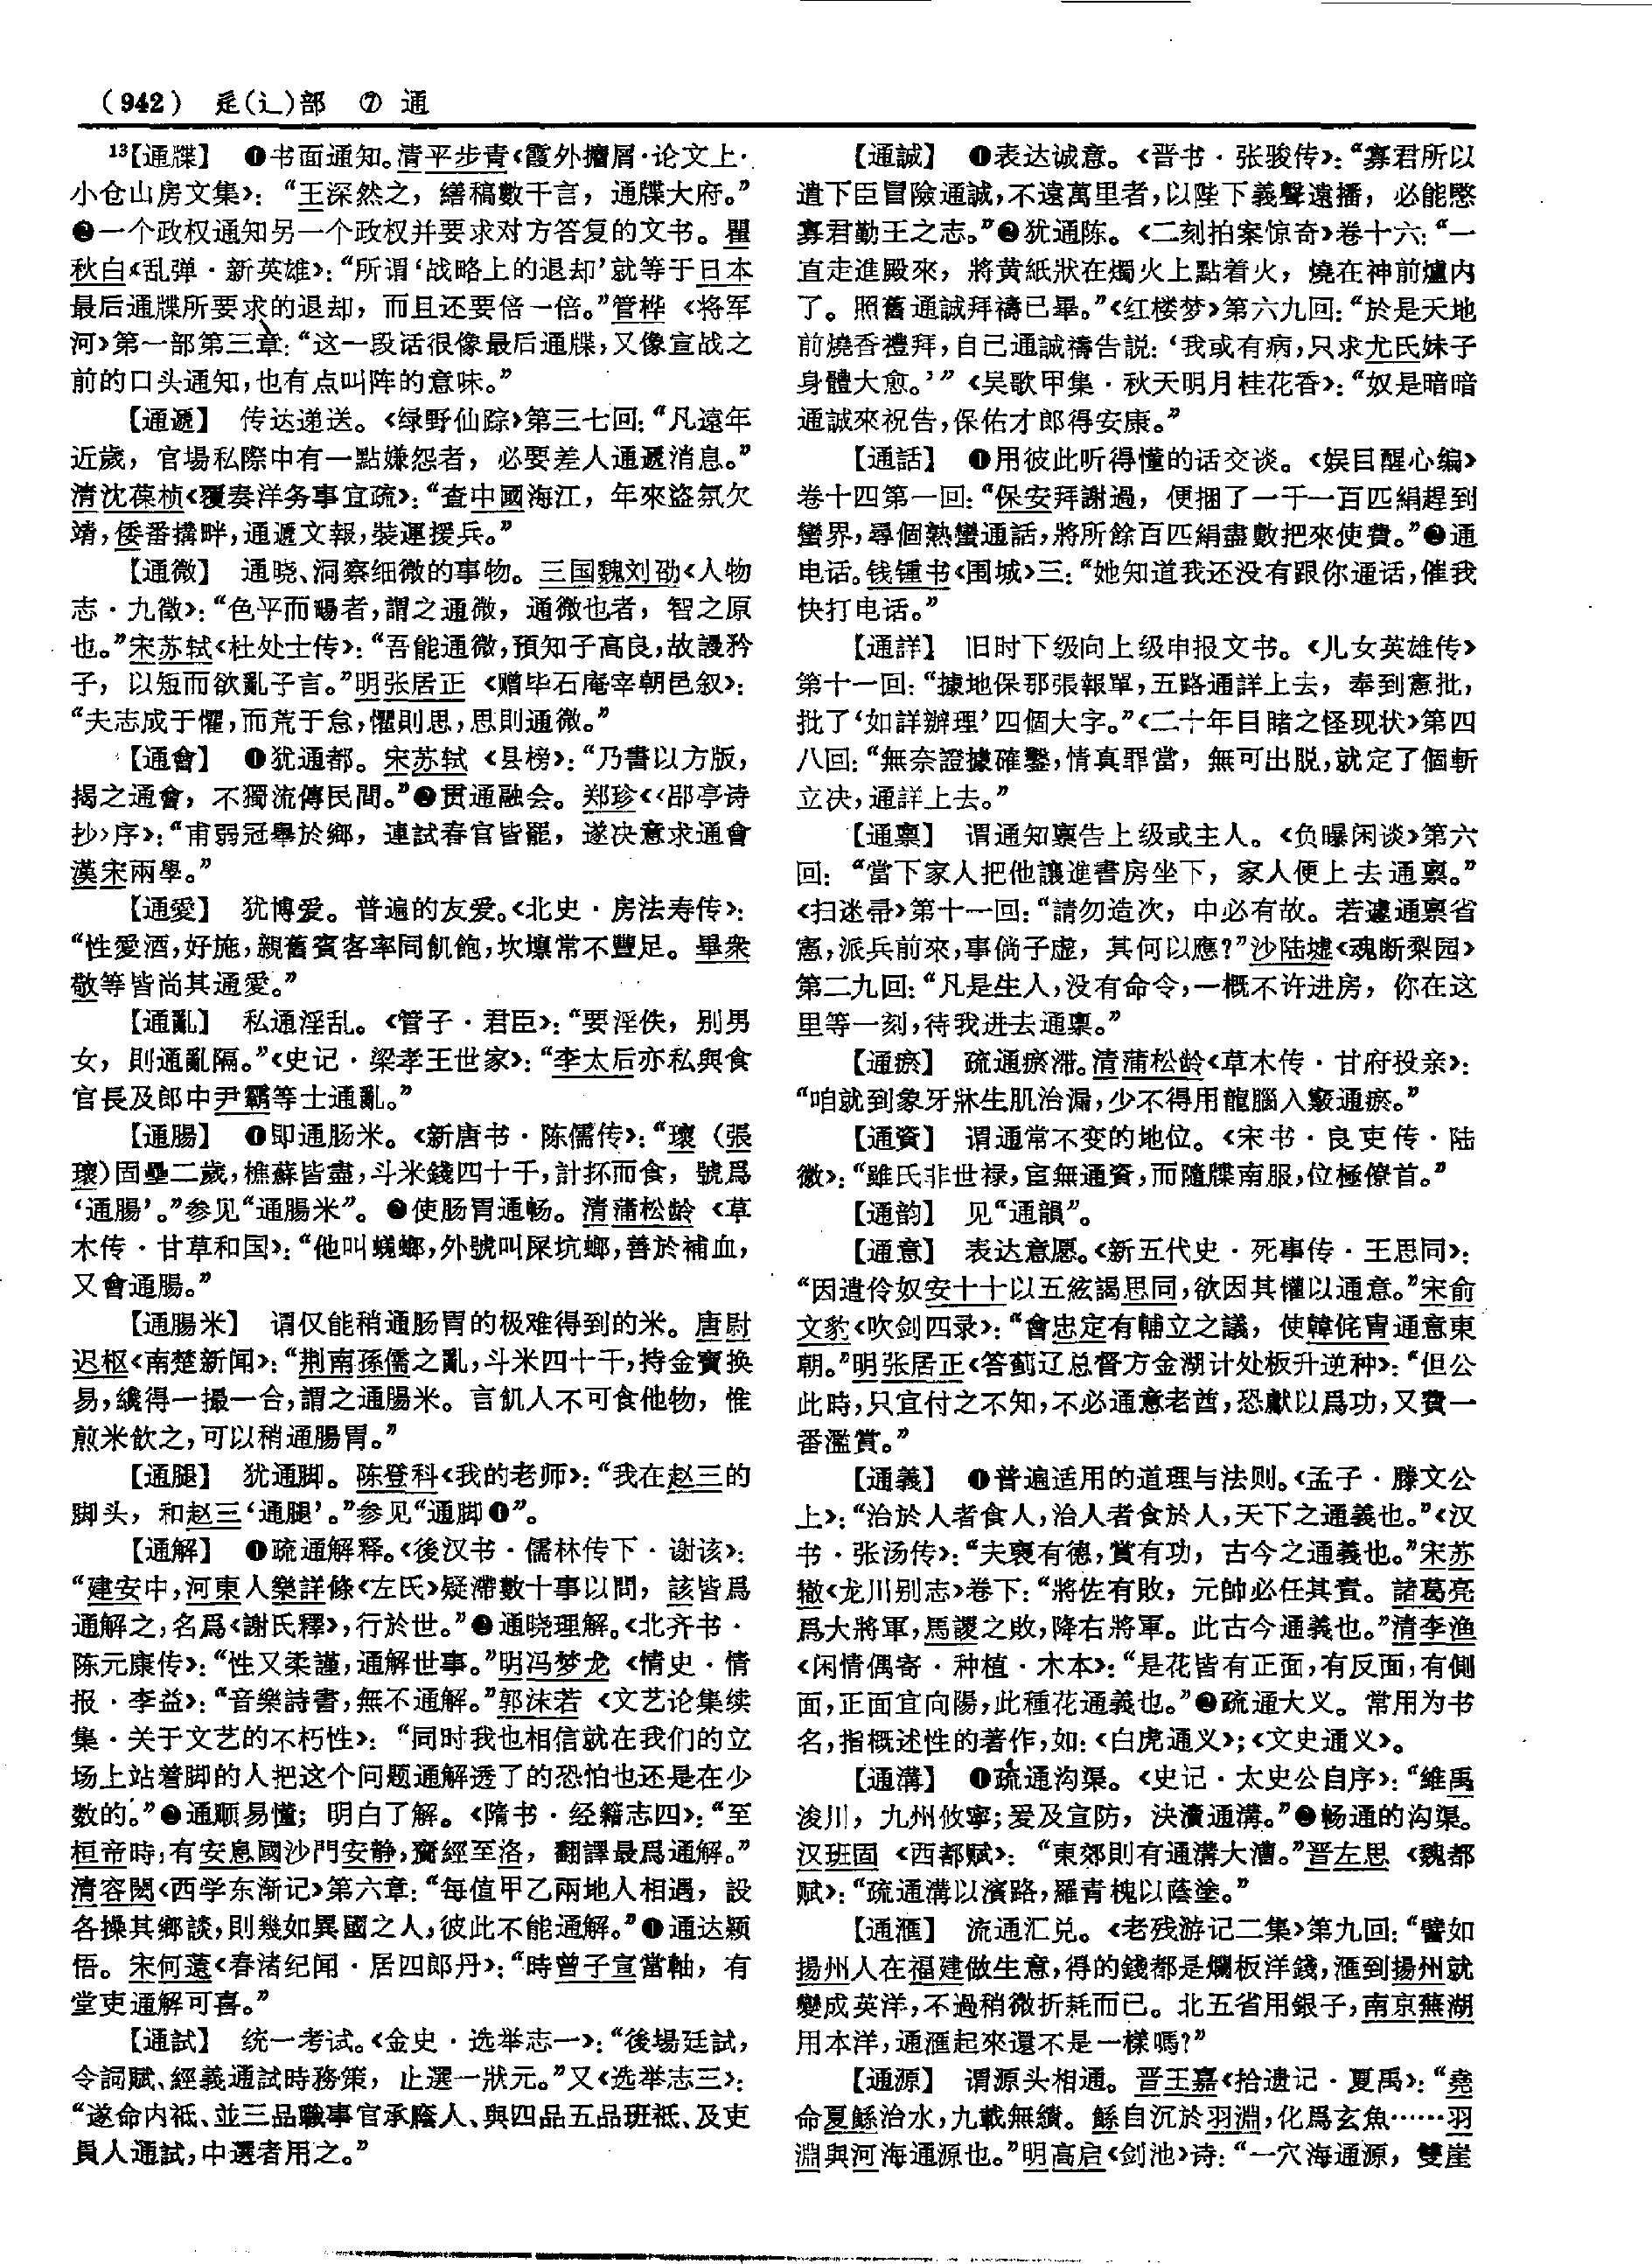 (942) 辵(辶)部 ⑦ 通
13【通牒】 ❶书面通知。清平步青《霞外攟屑·论文上·
小仓山房文集》：“王深然之，繕稿數千言，通牒大府。”
❷一个政权通知另一个政权并要求对方答复的文书。瞿
秋白《乱弹·新英雄》：“所谓‘战略上的退却’就等于日本
最后通牒所要求的退却，而且还要倍一倍。”管桦《将军
河》第一部第三章：“这一段话很像最后通牒，又像宣战之
前的口头通知，也有点叫阵的意味。”
【通遞】 传达递送。《绿野仙踪》第三七回：“凡遠年
近歲，官場私際中有一點嫌怨者，必要差人通遞消息。”
清沈葆桢《覆奏洋务事宜疏》：“查中國海江，年來盜氛欠
靖，倭番搆畔，通遞文報，裝運援兵。”
【通微】 通晓、洞察细微的事物。三国魏刘劭《人物
志·九徵》：“色平而暢者，謂之通微，通微也者，智之原
也。”宋苏轼《杜处士传》：“吾能通微，預知子高良，故謾矜
子，以短而欲亂子言。”明张居正《赠毕石庵宰朝邑叙》：
“夫志成于懼，而荒于怠，懼則思，思則通微。”
【通會】 ❶犹通都。宋苏轼《县榜》：“乃書以方版，
揭之通會，不獨流傳民間。”❷贯通融会。郑珍《〈郘亭诗
抄〉序》：“甫弱冠舉於鄉，連試春官皆罷，遂决意求通會
漢宋兩學。”
【通愛】 犹博爱。普遍的友爱。《北史·房法寿传》：
“性愛酒，好施，親舊賓客率同飢飽，坎壈常不豐足。畢衆
敬等皆尚其通愛。”
【通亂】 私通淫乱。《管子·君臣》：“要淫佚，别男
女，則通亂隔。”《史记·梁孝王世家》：“李太后亦私與食
官長及郎中尹霸等士通亂。”
【通腸】 ❶即通肠米。《新唐书·陈儒传》：“瓌（張
瓌）固壘二歲，樵蘇皆盡，斗米錢四十千，計抔而食，號爲
‘通腸’。”参见“通腸米”。❷使肠胃通畅。清蒲松龄《草
木传·甘草和国》：“他叫蜣螂，外號叫屎坑螂，善於補血，
又會通腸。”
【通腸米】 谓仅能稍通肠胃的极难得到的米。唐尉
迟枢《南楚新闻》：“荆南孫儒之亂，斗米四十千，持金寶换
易，纔得一撮一合，謂之通腸米。言飢人不可食他物，惟
煎米飲之，可以稍通腸胃。”
【通腿】 犹通脚。陈登科《我的老师》：“我在赵三的
脚头，和赵三‘通腿’。”参见“通脚❶”。
【通解】 ❶疏通解释。《後汉书·儒林传下·谢该》：
“建安中，河東人樂詳條《左氏》疑滯數十事以問，該皆爲
通解之，名爲《謝氏釋》，行於世。”❷通晓理解。《北齐书·
陈元康传》：“性又柔謹，通解世事。”明冯梦龙《情史·情
报·李益》：“音樂詩書，無不通解。”郭沫若《文艺论集续
集·关于文艺的不朽性》：“同时我也相信就在我们的立
场上站着脚的人把这个问题通解透了的恐怕也还是在少
数的。”❸通顺易懂；明白了解。《隋书·经籍志四》：“至
桓帝時，有安息國沙門安静，齎經至洛，翻譯最爲通解。”
清容闳《西学东渐记》第六章：“每值甲乙兩地人相遇，設
各操其鄉談，則幾如異國之人，彼此不能通解。”❹通达颖
悟。宋何薳《春渚纪闻·居四郎丹》：“時曾子宣當軸，有
堂吏通解可喜。”
【通試】 统一考试。《金史·选举志一》：“後場廷試，
令詞賦、經義通試時務策，止選一狀元。”又《选举志三》：
“遂命内祗、並三品職事官承廕人、與四品五品班祗、及吏
員人通試，中選者用之。”
【通誠】 ❶表达诚意。《晋书·张骏传》：“寡君所以
遣下臣冒險通誠，不遠萬里者，以陛下義聲遠播，必能愍
寡君勤王之志。”❷犹通陈。《二刻拍案惊奇》卷十六：“一
直走進殿來，將黄紙狀在燭火上點着火，燒在神前爐内
了。照舊通誠拜禱已畢。”《红楼梦》第六九回：“於是天地
前燒香禮拜，自己通誠禱告説：‘我或有病，只求尤氏妹子
身體大愈。’”《吴歌甲集·秋天明月桂花香》：“奴是暗暗
通誠來祝告，保佑才郎得安康。”
【通話】 ❶用彼此听得懂的话交谈。《娱目醒心编》
卷十四第一回：“保安拜謝過，便捆了一千一百匹絹趕到
蠻界，尋個熟蠻通話，將所餘百匹絹盡數把來使費。”❷通
电话。钱锺书《围城》三：“她知道我还没有跟你通话，催我
快打电话。”
【通詳】 旧时下级向上级申报文书。《儿女英雄传》
第十一回：“據地保那張報單，五路通詳上去，奉到憲批，
批了‘如詳辦理’四個大字。”《二十年目睹之怪现状》第四
八回：“無奈證據確鑿，情真罪當，無可出脱，就定了個斬
立决，通詳上去。”
【通禀】 谓通知禀告上级或主人。《负曝闲谈》第六
回：“當下家人把他讓進書房坐下，家人便上去通禀。”
《扫迷帚》第十一回：“請勿造次，中必有故。若遽通禀省
憲，派兵前來，事倘子虚，其何以應？”沙陆墟《魂断梨园》
第二九回：“凡是生人，没有命令，一概不许进房，你在这
里等一刻，待我进去通禀。”
【通瘀】 疏通瘀滞。清蒲松龄《草木传·甘府投亲》：
“咱就到象牙牀生肌治漏，少不得用龍腦入竅通瘀。”
【通資】 谓通常不变的地位。《宋书·良吏传·陆
徽》：“雖氏非世禄，宦無通資，而隨牒南服，位極僚首。”
【通韵】 见“通韻”。
【通意】 表达意愿。《新五代史·死事传·王思同》：
“因遣伶奴安十十以五絃謁思同，欲因其懽以通意。”宋俞
文豹《吹剑四录》：“會忠定有輔立之議，使韓侂胄通意東
朝。”明张居正《答蓟辽总督方金湖计处板升逆种》：“但公
此時，只宜付之不知，不必通意老酋，恐獻以爲功，又費一
番濫賞。”
【通義】 ❶普遍适用的道理与法则。《孟子·滕文公
上》：“治於人者食人，治人者食於人，天下之通義也。”《汉
书·张汤传》：“夫襃有德，賞有功，古今之通義也。”宋苏
辙《龙川别志》卷下：“將佐有敗，元帥必任其責。諸葛亮
爲大將軍，馬謖之敗，降右將軍。此古今通義也。”清李渔
《闲情偶寄·种植·木本》：“是花皆有正面，有反面，有側
面，正面宜向陽，此種花通義也。”❷疏通大义。常用为书
名，指概述性的著作，如：《白虎通义》；《文史通义》。
【通溝】 ❶疏通沟渠。《史记·太史公自序》：“維禹
浚川，九州攸寧；爰及宣防，決瀆通溝。”❷畅通的沟渠。
汉班固《西都赋》：“東郊則有通溝大漕。”晋左思《魏都
赋》：“疏通溝以濱路，羅青槐以蔭塗。”
【通滙】 流通汇兑。《老残游记二集》第九回：“譬如
揚州人在福建做生意，得的錢都是爛板洋錢，滙到揚州就
變成英洋，不過稍微折耗而已。北五省用銀子，南京蕪湖
用本洋，通滙起來還不是一樣嗎？”
【通源】 谓源头相通。晋王嘉《拾遗记·夏禹》：“堯
命夏鯀治水，九載無績。鯀自沉於羽淵，化爲玄魚……羽
淵與河海通源也。”明高启《剑池》诗：“一穴海通源，雙崖